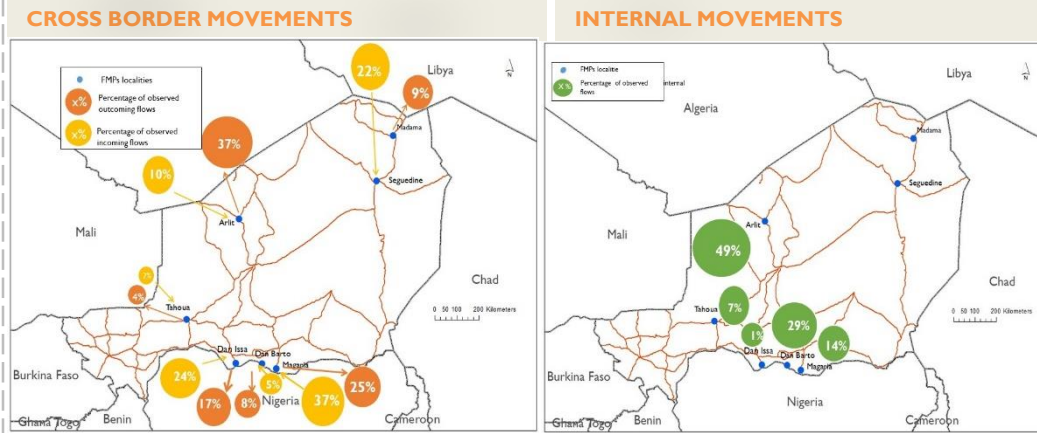 CROSS BORDER MOVEMENTS
FMPs localities
X%
Percentage of observed
outcoming flows
x%
Percentage of observed
incoming flows
22%
Libya
N
9%
Madama
37%
10%
Seguedine
Arlit
Mali
Chad
4%
Tahoua
0 50 100 200 Kilometers
Dan Issa
Dan Barto
Magaria
24%
5%
25%
Burkina Faso
17%
8%
Nigeria
37%
Ghana Togo
Benin
Cameroon
INTERNAL MOVEMENTS
FMPs localitie
X%
Percentage of observed internal
flows
Libya
N
Algeria
Madama
Seguedine
Arlit
Mali
49%
Chad
7%
Tahoua
29%
1%
14%
0 50 100 200 Kilometers
Dan Issa
Dan Barto
Magaria
Burkina Faso
Nigeria
Ghana Togo
Benin
Cameroon